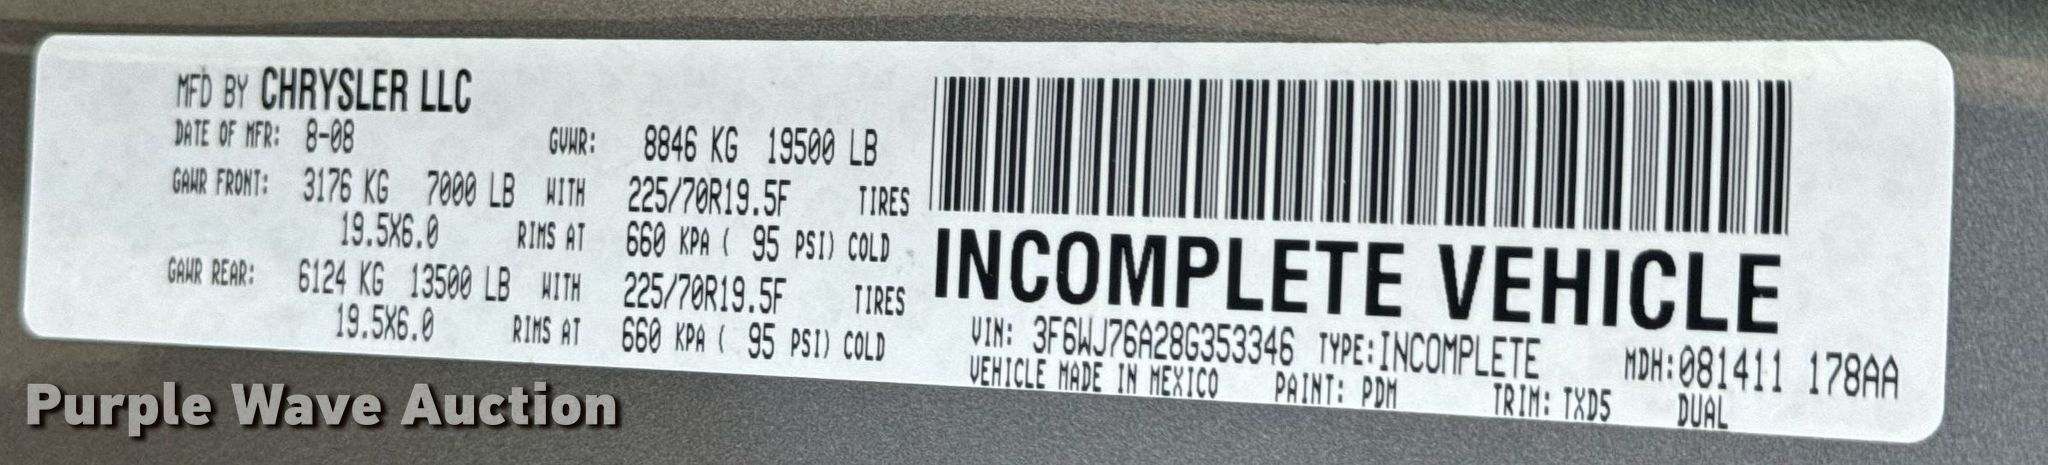 MFD BY CHRYSLER LLC
DATE OF MFR: 8-08 GVWR: 8846 KG 19500 LB
GAWR FRONT: 3176 KG 7000 LB WITH 225/70R19.5F TIRES
19.5X6.0 RIMS AT 660 KPA ( 95 PSI) COLD
GAWR REAR: 6124 KG 13500 LB WITH 225/70R19.5F TIRES
19.5X6.0 RIMS AT 660 KPA ( 95 PSI) COLD
INCOMPLETE VEHICLE
VIN: 3F6WJ76A28G353346 TYPE:INCOMPLETE MDH:081411 178AA
VEHICLE MADE IN MEXICO PAINT: PDM TRIM: TXD5 DUAL
Purple Wave Auction